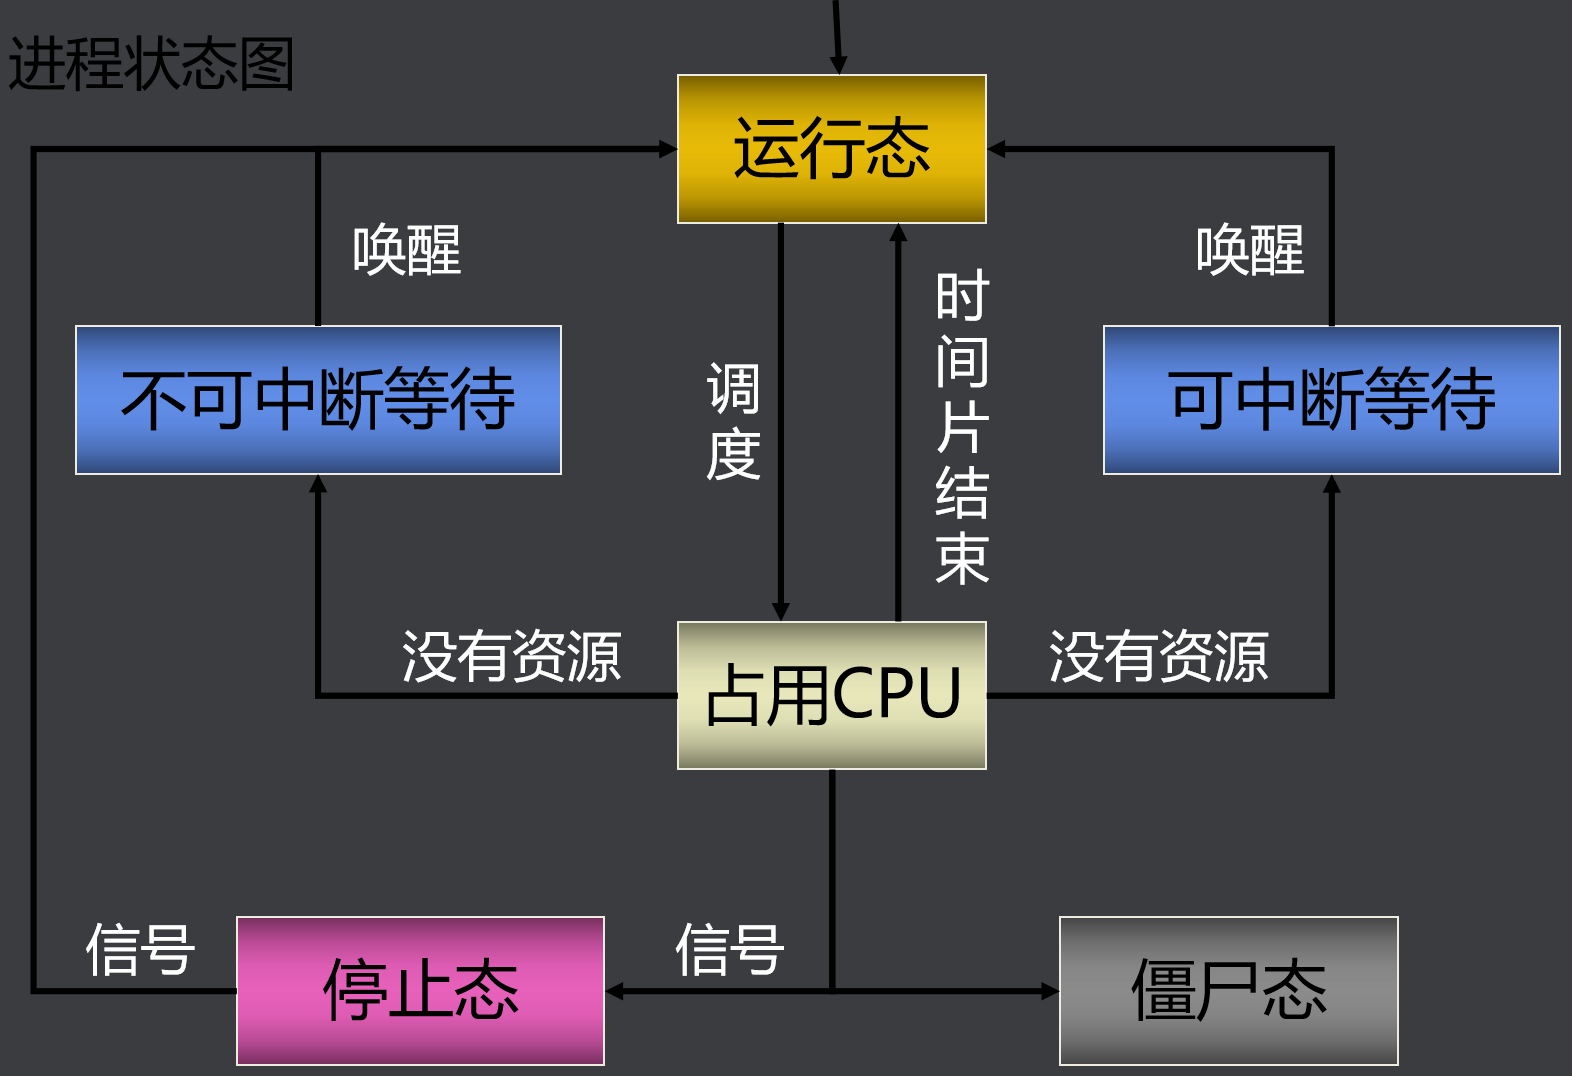 进程状态图
运行态
唤醒
唤醒
时间片结束
调度
不可中断等待
可中断等待
没有资源
没有资源
占用CPU
信号
信号
停止态
僵尸态